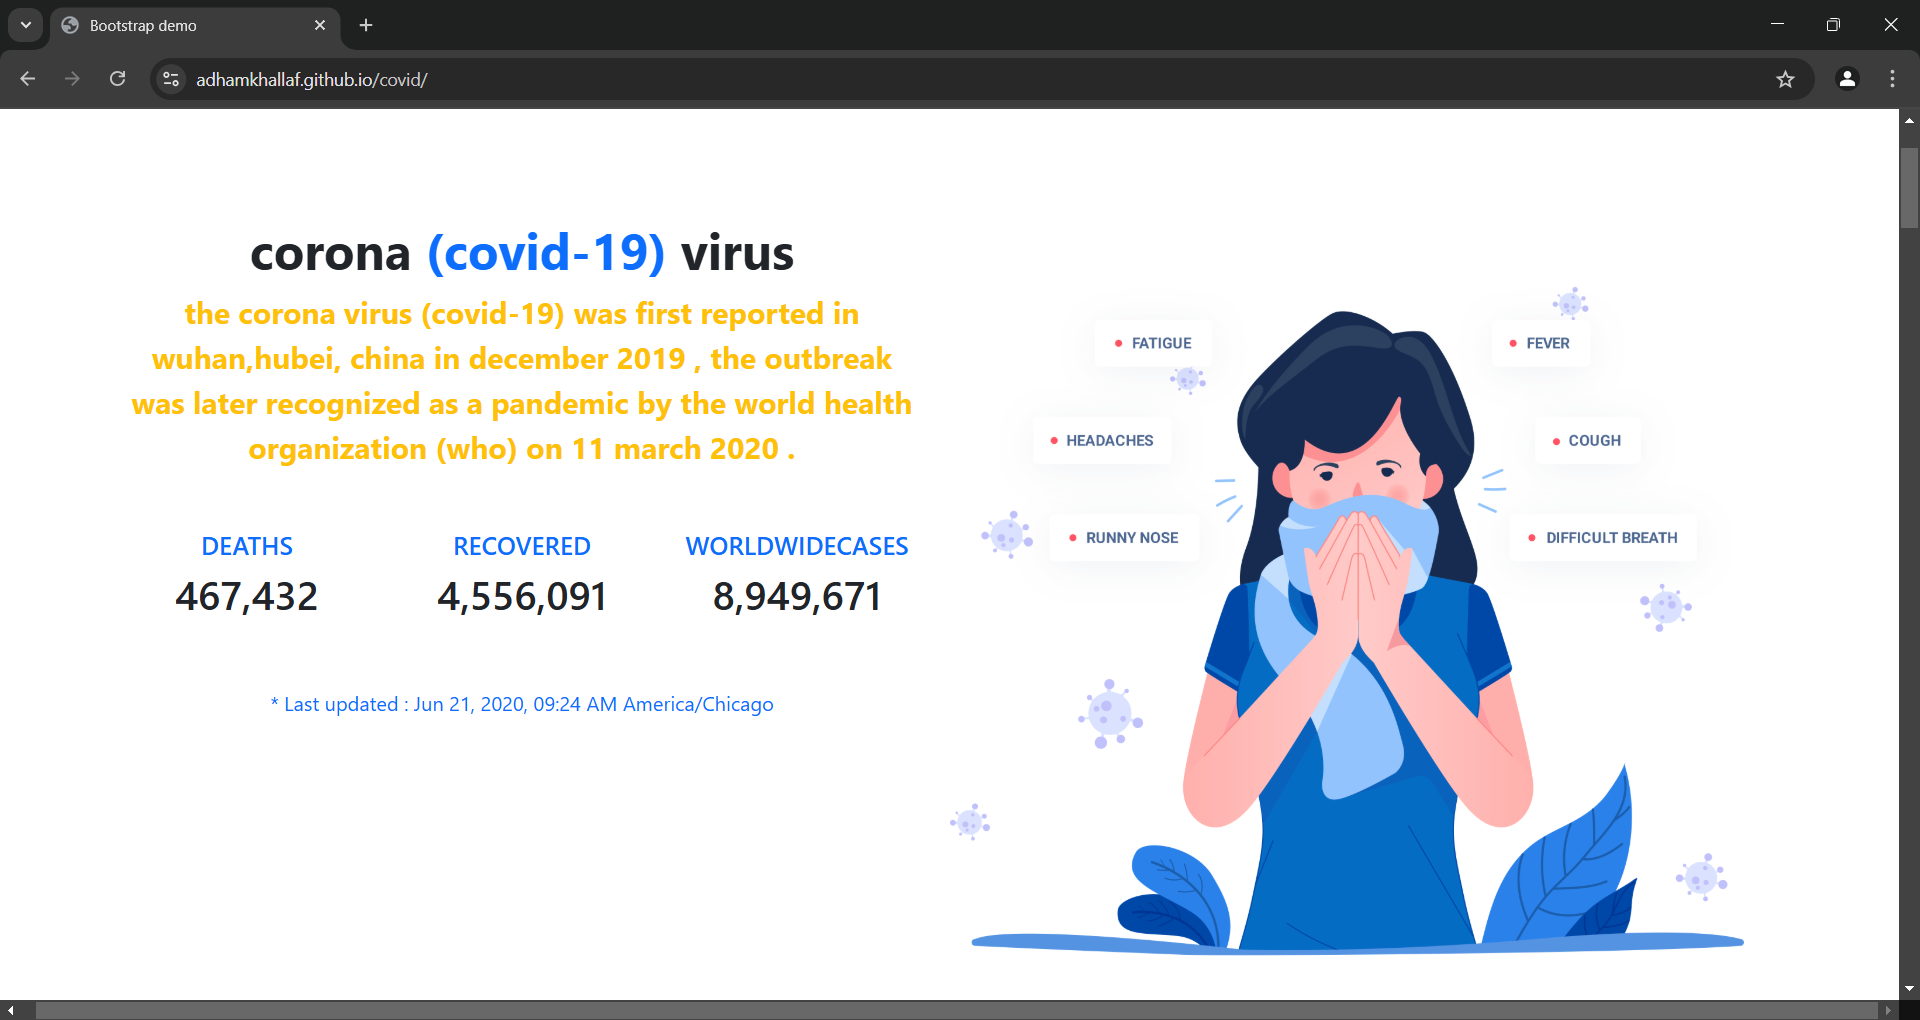 Bootstrap demo
adhamkhallaf.github.io/covid/
corona (covid-19) virus
the corona virus (covid-19) was first reported in
wuhan,hubei, china in december 2019 , the outbreak
was later recognized as a pandemic by the world health
organization (who) on 11 march 2020 .
DEATHS RECOVERED WORLDWIDECASES
467,432 4,556,091 8,949,671
* Last updated : Jun 21, 2020, 09:24 AM America/Chicago
FATIGUE FEVER
HEADACHES COUGH
RUNNY NOSE DIFFICULT BREATH